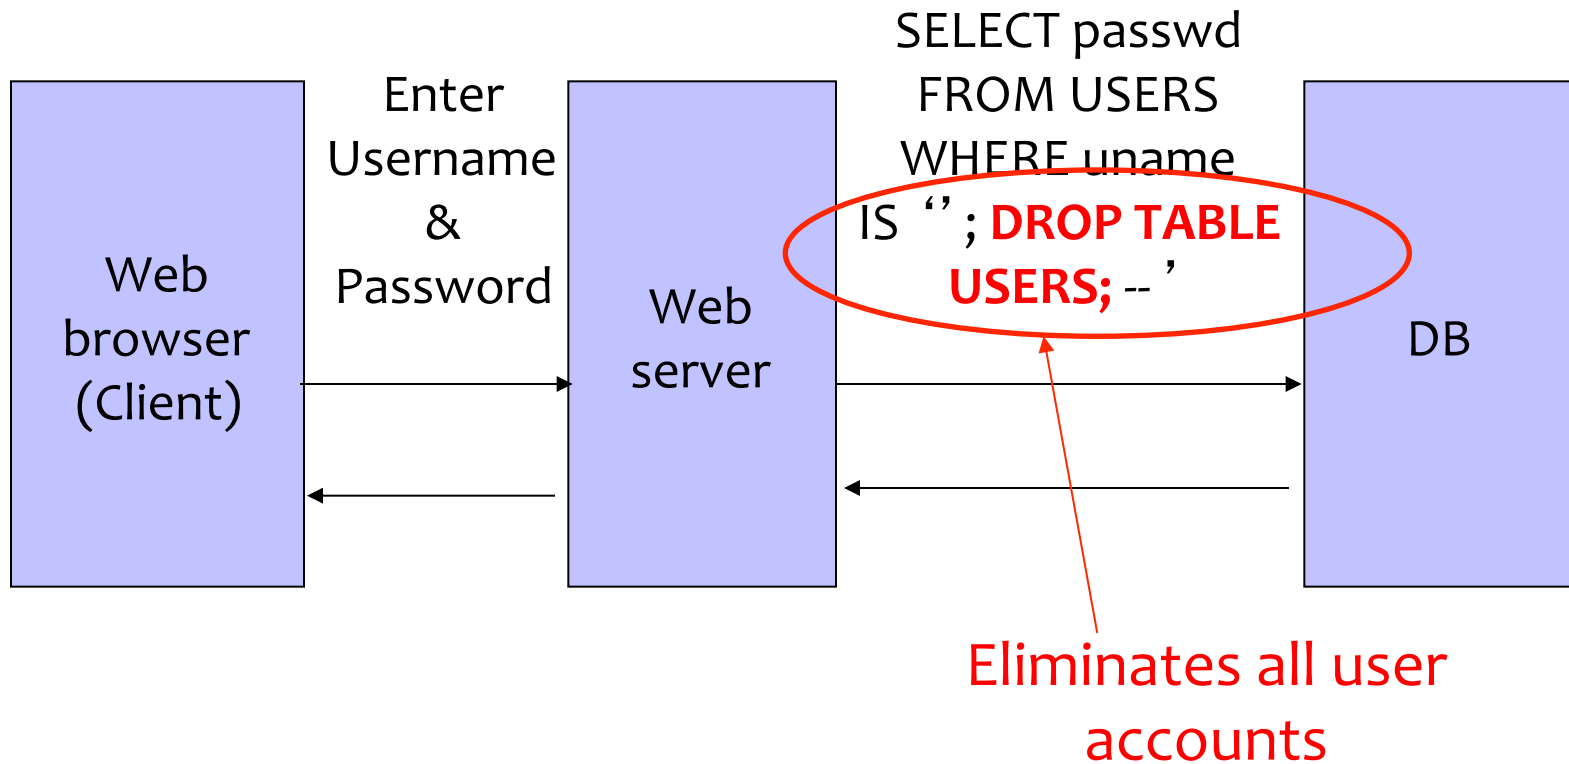 Web
browser
(Client)
Enter
Username
&
Password
Web
server
SELECT passwd
FROM USERS
WHERE uname
IS ‘’ ; DROP TABLE
USERS; -- ’
DB
Eliminates all user
accounts